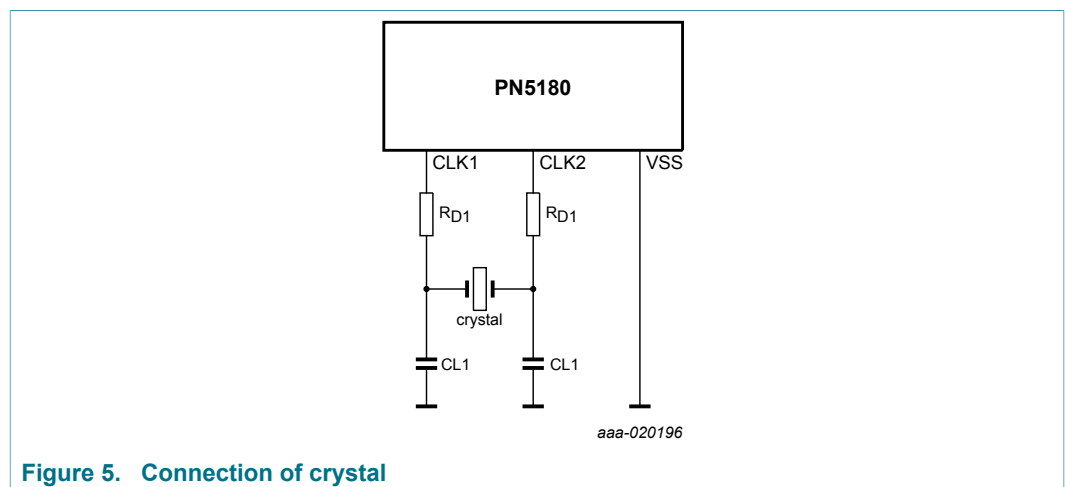 PN5180
CLK1 CLK2 VSS
RD1 RD1
crystal
CL1 CL1
aaa-020196
Figure 5. Connection of crystal